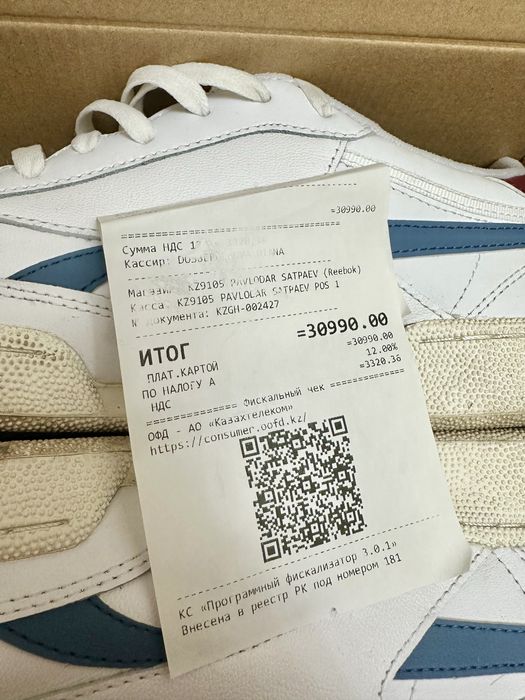 =30990.00
Сумма НДС 12
Кассир:
Магазин: KZ9105 PAVLODAR SATPAEV (Reebok)
Касса: KZ9105 PAVLODAR SATPAEV POS 1
№ документа: KZGH-002427
ИТОГ =30990.00
ПЛАТ.КАРТОЙ =30990.00
ПО НАЛОГУ А 12.00%
НДС =3320.36
============ Фискальный чек ============
ОФД - АО «Казахтелеком»
https://consumer.oofd.kz/
КС «Программный фискализатор 3.0.1»
Внесена в реестр РК под номером 181